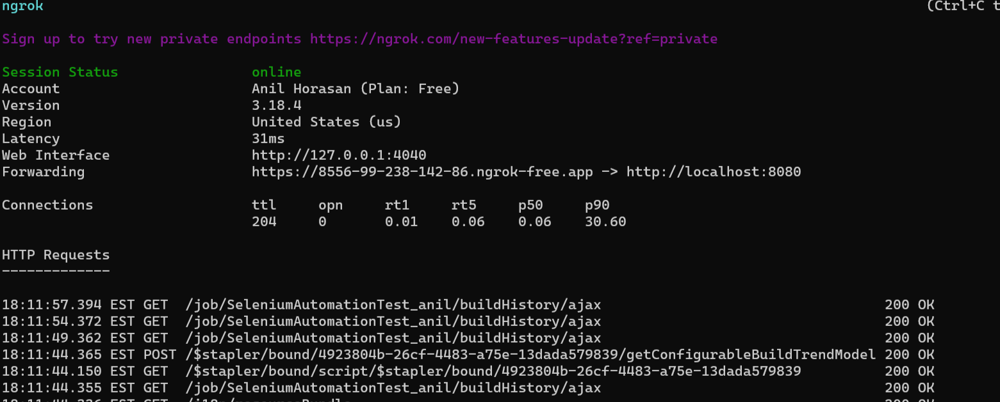 ngrok (Ctrl+C t
Sign up to try new private endpoints https://ngrok.com/new-features-update?ref=private
Session Status online
Account Anil Horasan (Plan: Free)
Version 3.18.4
Region United States (us)
Latency 31ms
Web Interface http://127.0.0.1:4040
Forwarding https://8556-99-238-142-86.ngrok-free.app -> http://localhost:8080
Connections ttl opn rt1 rt5 p50 p90
204 0 0.01 0.06 0.06 30.60
HTTP Requests
-------------
18:11:57.394 EST GET /job/SeleniumAutomationTest_anil/buildHistory/ajax 200 OK
18:11:54.372 EST GET /job/SeleniumAutomationTest_anil/buildHistory/ajax 200 OK
18:11:49.362 EST GET /job/SeleniumAutomationTest_anil/buildHistory/ajax 200 OK
18:11:44.365 EST POST /$stapler/bound/4923804b-26cf-4483-a75e-13dada579839/getConfigurableBuildTrendModel 200 OK
18:11:44.150 EST GET /$stapler/bound/script/$stapler/bound/4923804b-26cf-4483-a75e-13dada579839 200 OK
18:11:44.355 EST GET /job/SeleniumAutomationTest_anil/buildHistory/ajax 200 OK
EST GET 200 OK